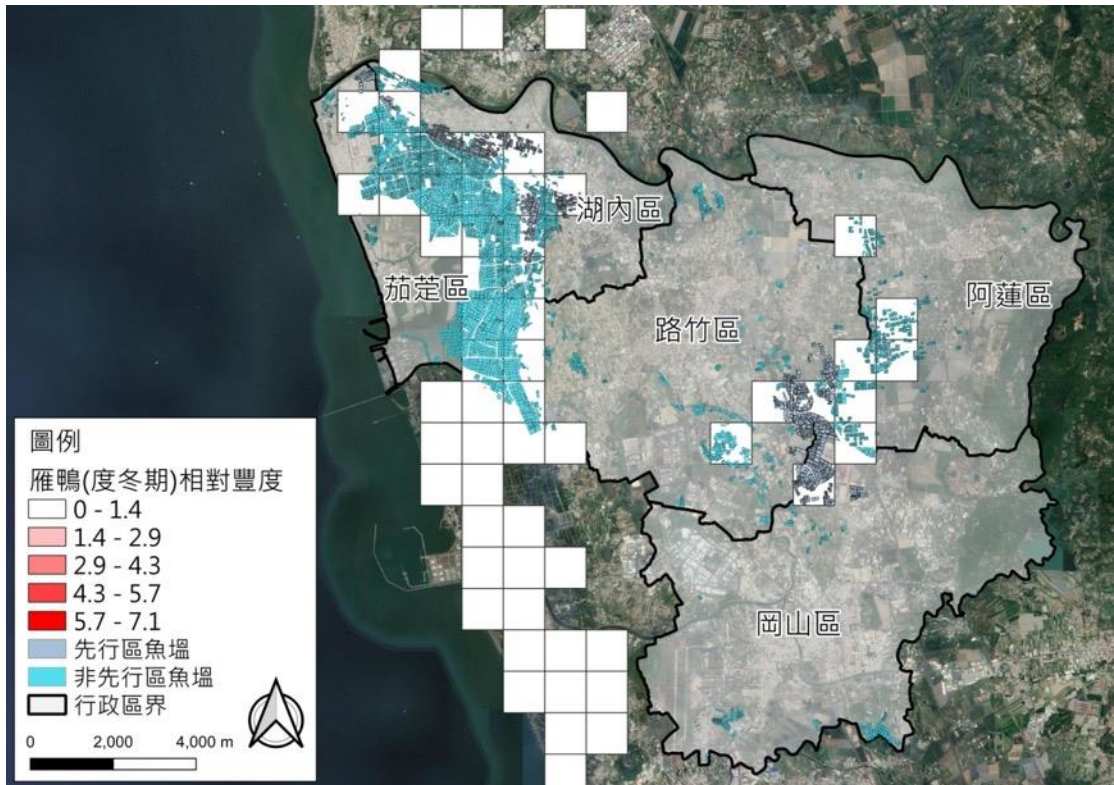 湖內區
茄萣區
阿蓮區
路竹區
岡山區
圖例
雁鴨(度冬期)相對豐度
0 - 1.4
1.4 - 2.9
2.9 - 4.3
4.3 - 5.7
5.7 - 7.1
先行區魚塭
非先行區魚塭
行政區界
0 2,000 4,000 m